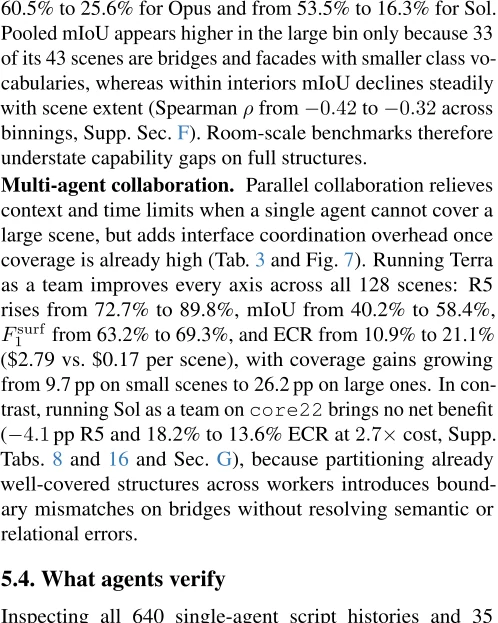 60.5% to 25.6% for Opus and from 53.5% to 16.3% for Sol.
Pooled mIoU appears higher in the large bin only because 33
of its 43 scenes are bridges and facades with smaller class vo-
cabularies, whereas within interiors mIoU declines steadily
with scene extent (Spearman ρ from −0.42 to −0.32 across
binnings, Supp. Sec. F). Room-scale benchmarks therefore
understate capability gaps on full structures.
Multi-agent collaboration. Parallel collaboration relieves
context and time limits when a single agent cannot cover a
large scene, but adds interface coordination overhead once
coverage is already high (Tab. 3 and Fig. 7). Running Terra
as a team improves every axis across all 128 scenes: R5
rises from 72.7% to 89.8%, mIoU from 40.2% to 58.4%,
F₁^surf from 63.2% to 69.3%, and ECR from 10.9% to 21.1%
($2.79 vs. $0.17 per scene), with coverage gains growing
from 9.7 pp on small scenes to 26.2 pp on large ones. In con-
trast, running Sol as a team on core22 brings no net benefit
(−4.1 pp R5 and 18.2% to 13.6% ECR at 2.7× cost, Supp.
Tabs. 8 and 16 and Sec. G), because partitioning already
well-covered structures across workers introduces bound-
ary mismatches on bridges without resolving semantic or
relational errors.
5.4. What agents verify
Inspecting all 640 single-agent script histories and 35